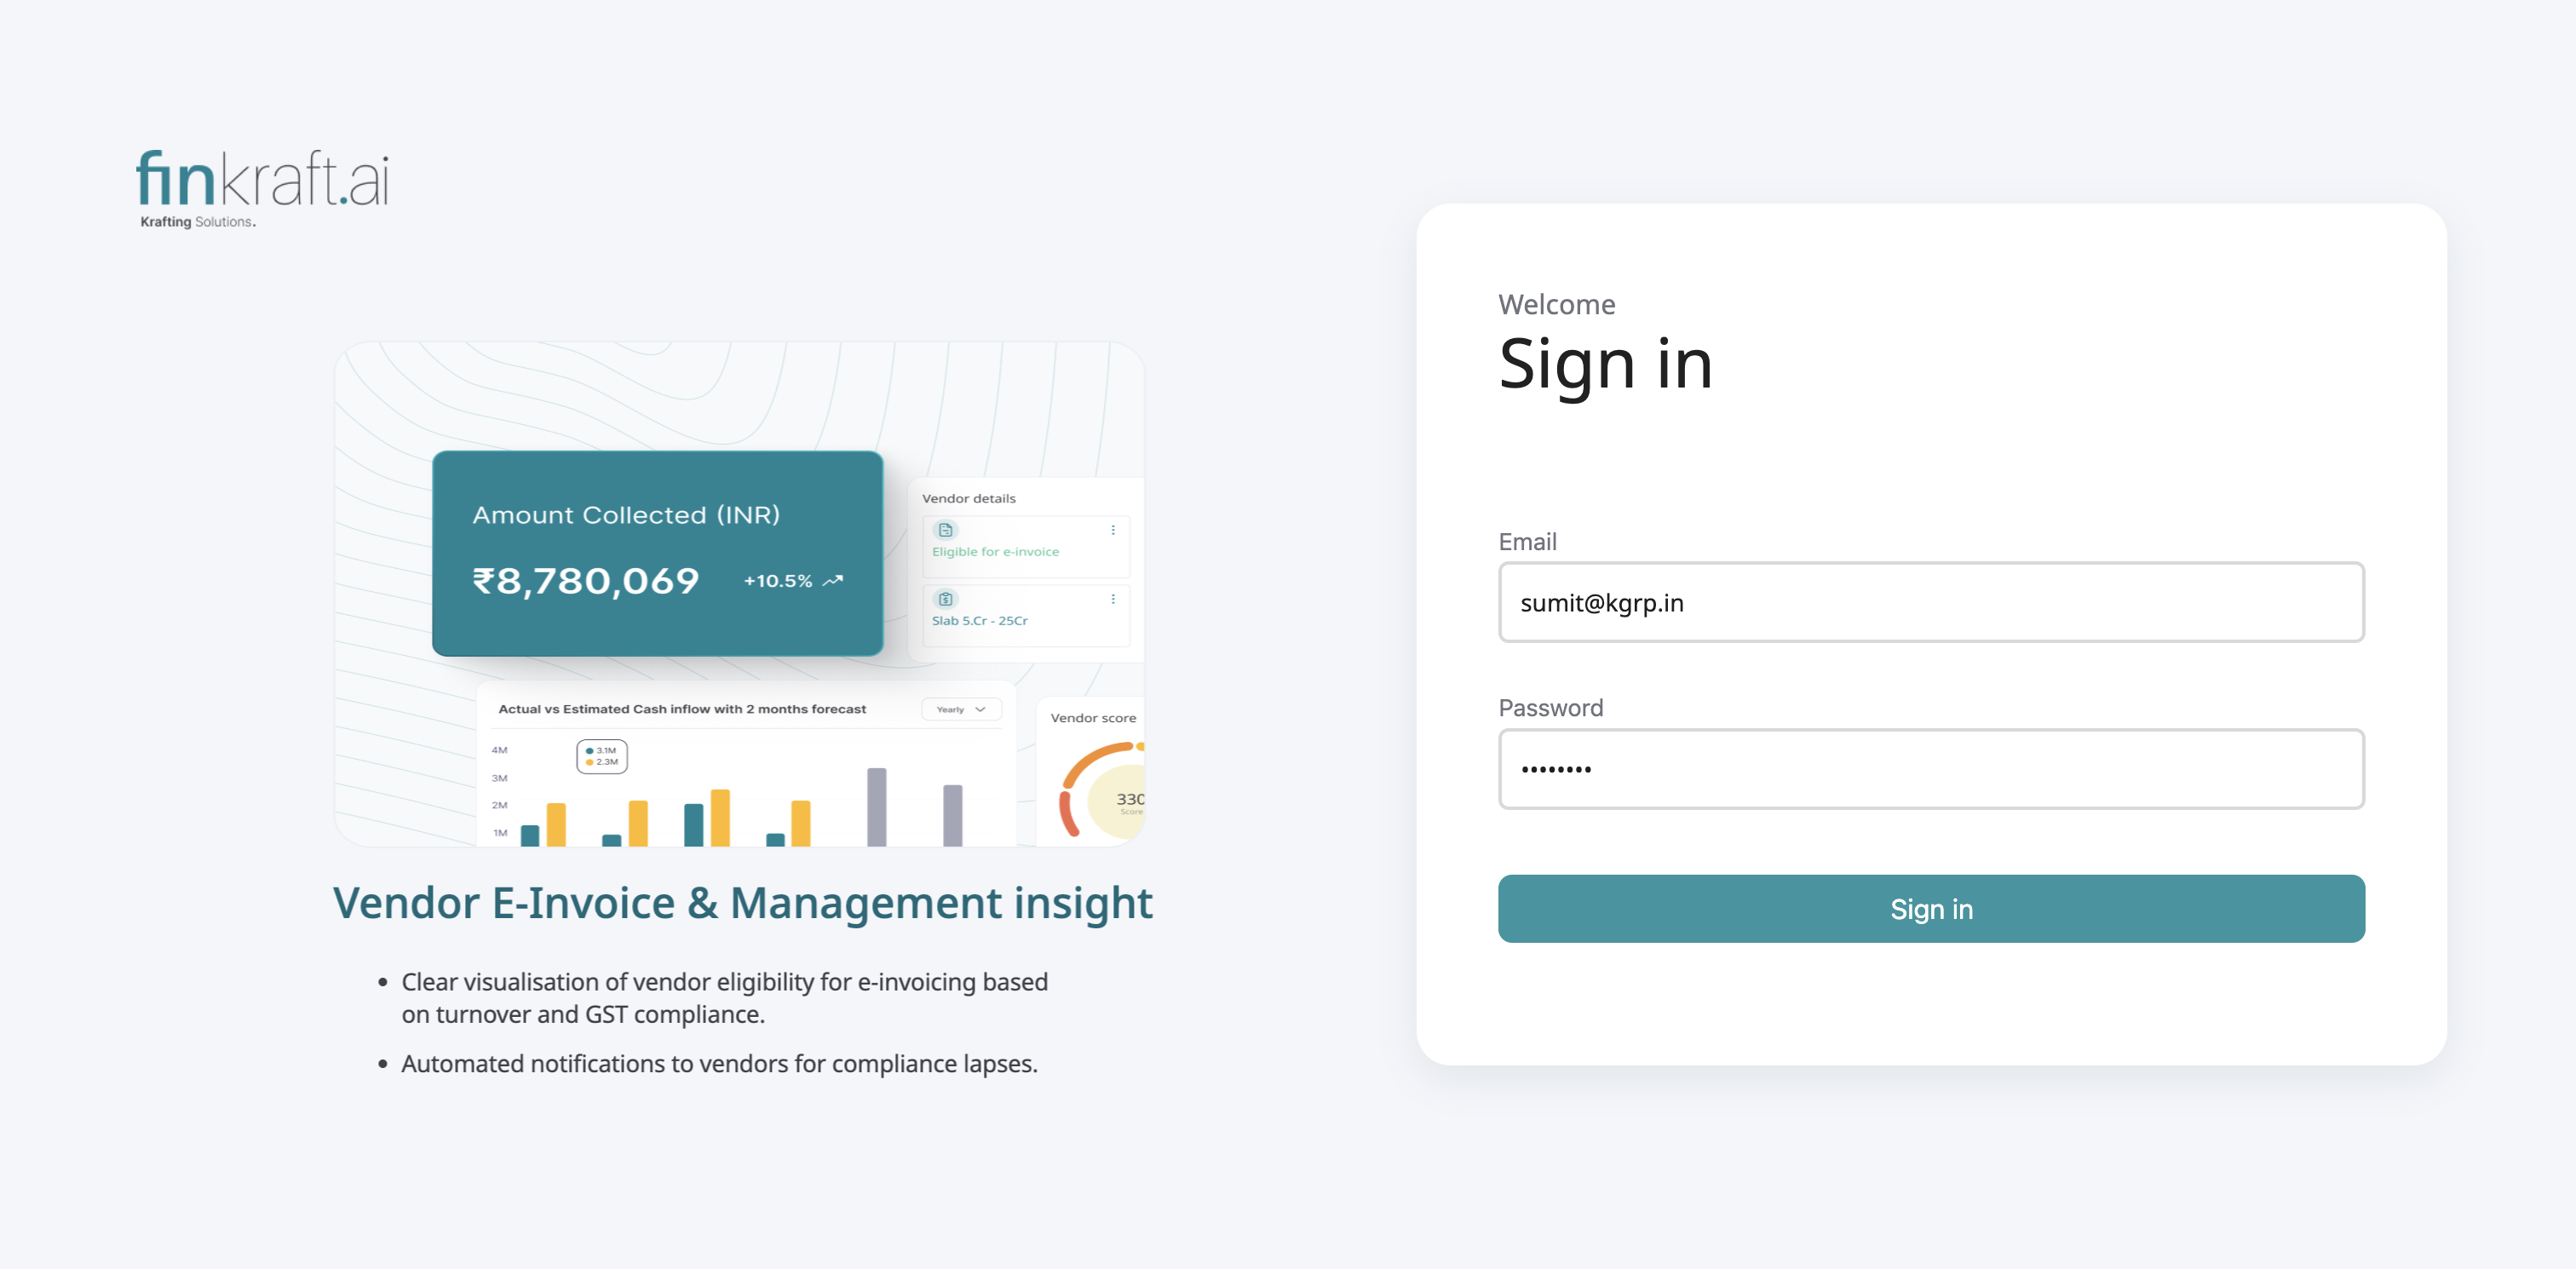 finkraft.ai
Krafting Solutions.
Amount Collected (INR)
₹8,780,069 +10.5%
Vendor details
Eligible for e-invoice
Slab 5.Cr - 25Cr
Actual vs Estimated Cash inflow with 2 months forecast Yearly
3.1M
2.3M
4M
3M
2M
1M
Vendor score
330
Score
Vendor E-Invoice & Management insight
• Clear visualisation of vendor eligibility for e-invoicing based
on turnover and GST compliance.
• Automated notifications to vendors for compliance lapses.
Welcome
Sign in
Email
sumit@kgrp.in
Password
••••••••
Sign in